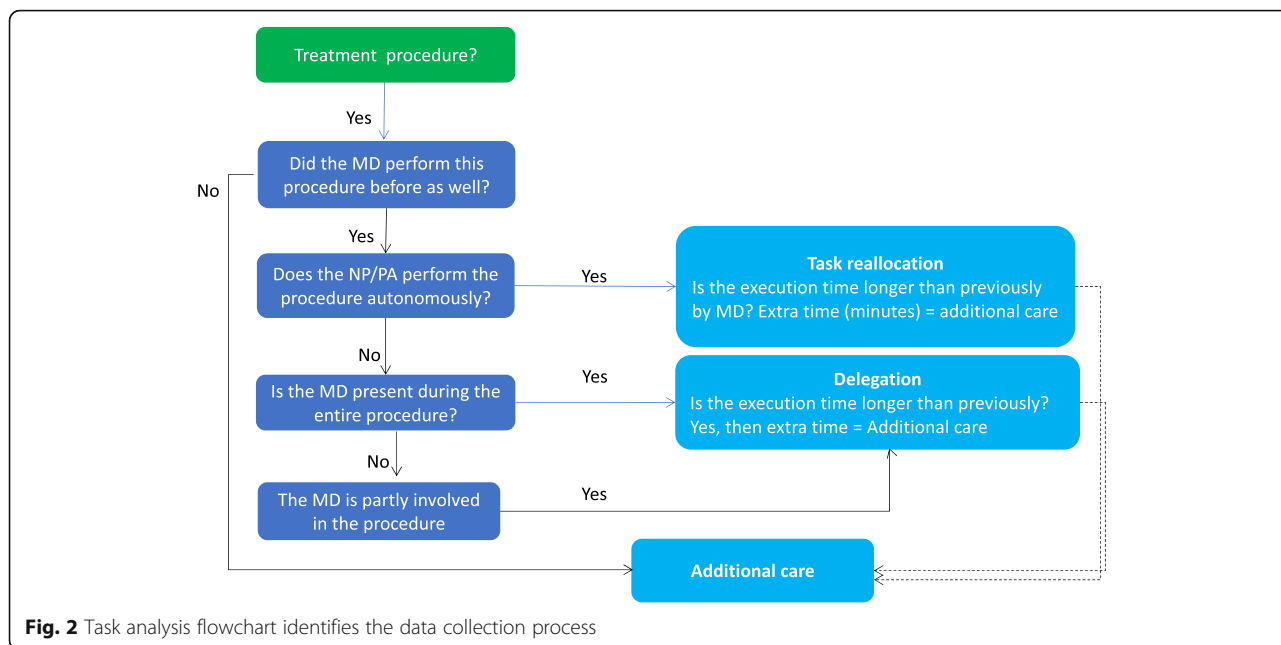 Treatment procedure?
Yes
Did the MD perform this
procedure before as well?
No
Yes
Does the NP/PA perform the
procedure autonomously?
Yes
Task reallocation
Is the execution time longer than previously
by MD? Extra time (minutes) = additional care
No
Is the MD present during the
entire procedure?
Yes
Delegation
Is the execution time longer than previously?
Yes, then extra time = Additional care
No
The MD is partly involved
in the procedure
Yes
Additional care
Fig. 2 Task analysis flowchart identifies the data collection process